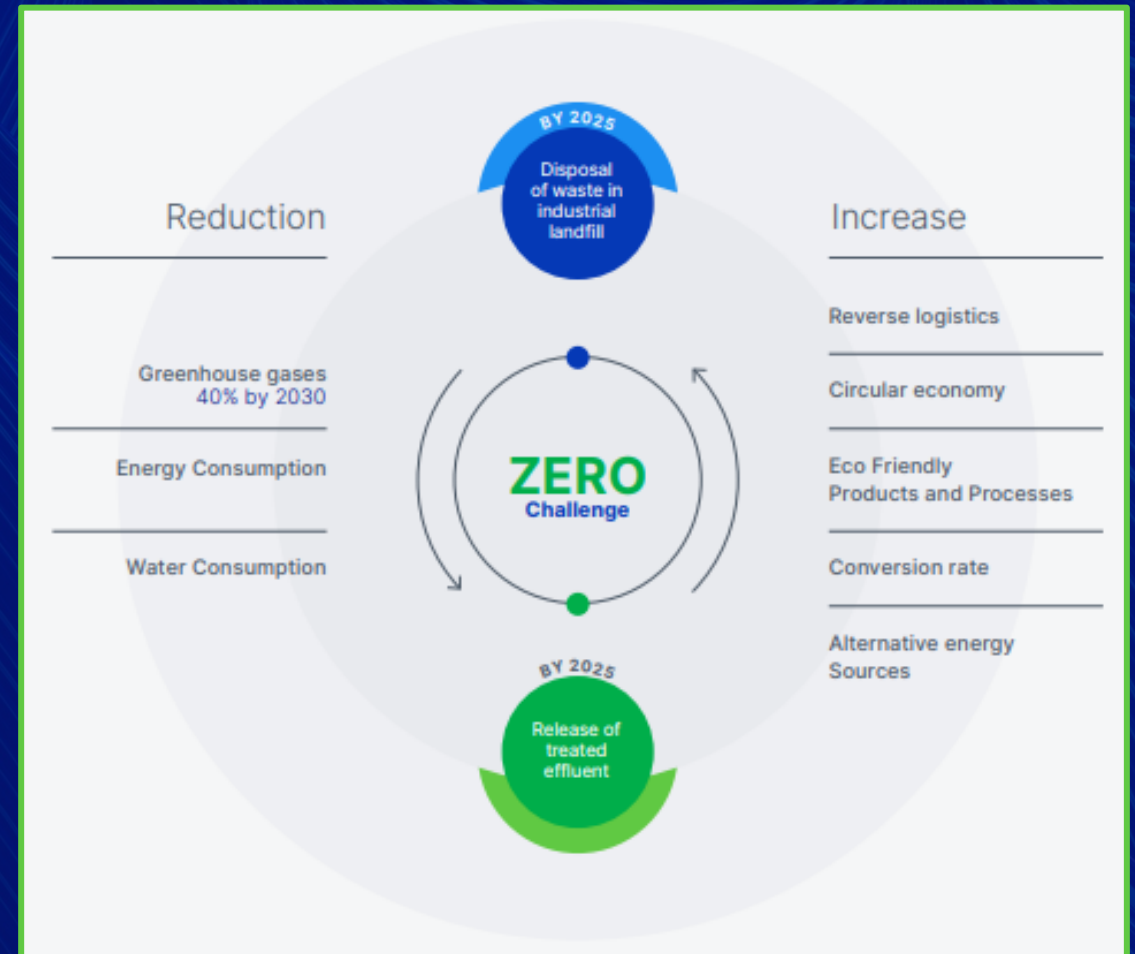 BY 2025
Disposal
of waste in
industrial
landfill
Reduction
Greenhouse gases
40% by 2030
Energy Consumption
Water Consumption
ZERO
Challenge
BY 2025
Release of
treated
effluent
Increase
Reverse logistics
Circular economy
Eco Friendly
Products and Processes
Conversion rate
Alternative energy
Sources